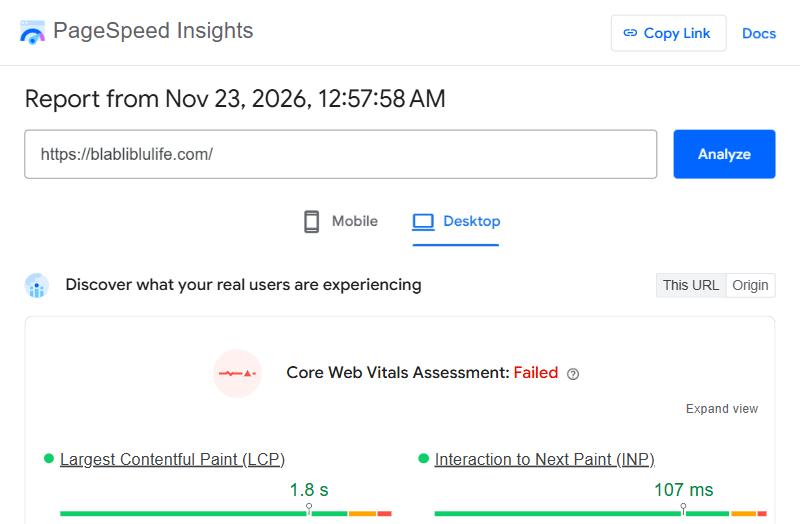 PageSpeed Insights
Copy Link
Docs
Report from Nov 23, 2026, 12:57:58 AM
https://blabliblulife.com/
Analyze
Mobile
Desktop
Discover what your real users are experiencing
This URL
Origin
Core Web Vitals Assessment: Failed
Expand view
Largest Contentful Paint (LCP)
1.8 s
Interaction to Next Paint (INP)
107 ms